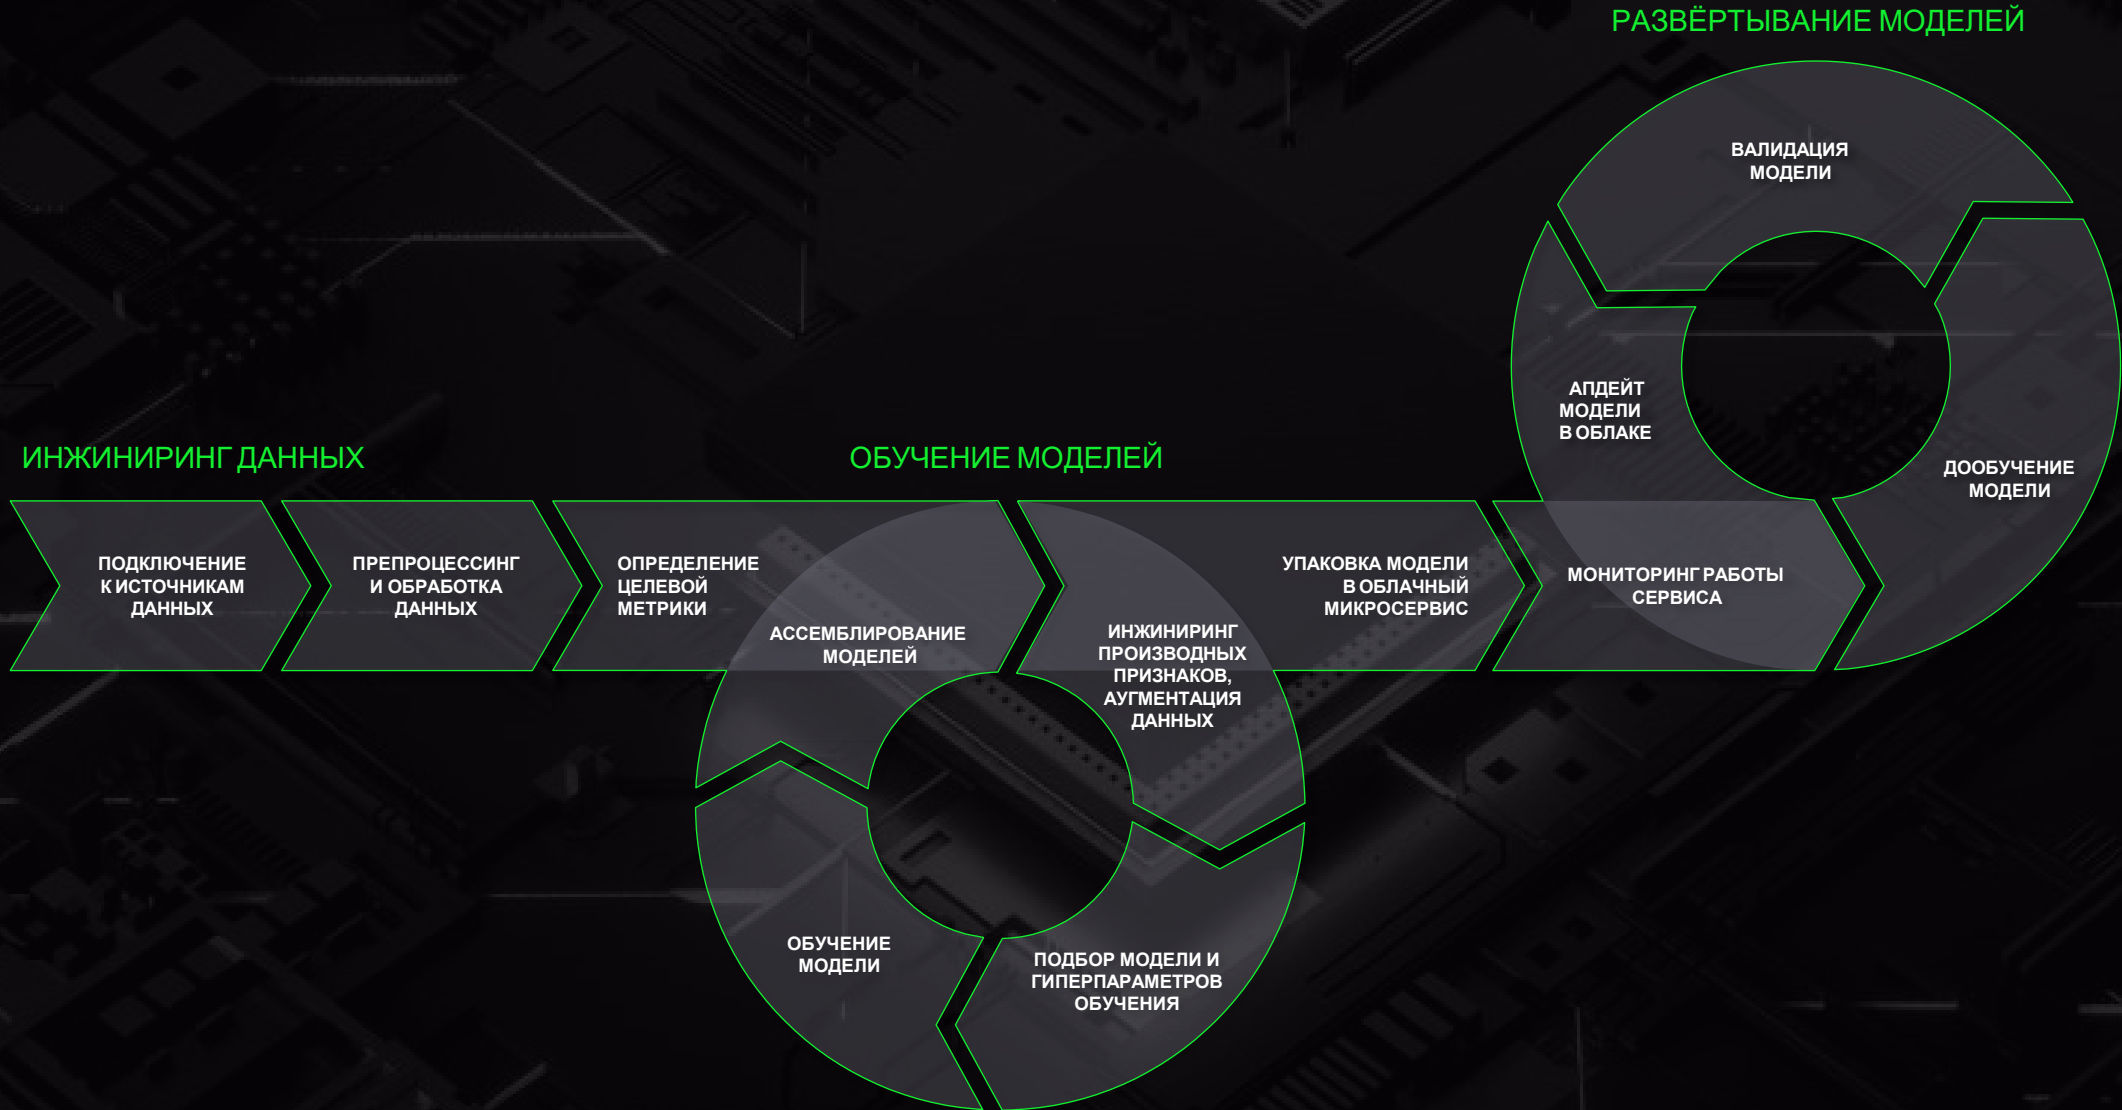 РАЗВЁРТЫВАНИЕ МОДЕЛЕЙ
ВАЛИДАЦИЯ
МОДЕЛИ
АПДЕЙТ
МОДЕЛИ
В ОБЛАКЕ
ДООБУЧЕНИЕ
МОДЕЛИ
ИНЖИНИРИНГ ДАННЫХ
ОБУЧЕНИЕ МОДЕЛЕЙ
ПОДКЛЮЧЕНИЕ
К ИСТОЧНИКАМ
ДАННЫХ
ПРЕПРОЦЕССИНГ
И ОБРАБОТКА
ДАННЫХ
ОПРЕДЕЛЕНИЕ
ЦЕЛЕВОЙ
МЕТРИКИ
АССЕМБЛИРОВАНИЕ
МОДЕЛЕЙ
ИНЖИНИРИНГ
ПРОИЗВОДНЫХ
ПРИЗНАКОВ,
АУГМЕНТАЦИЯ
ДАННЫХ
УПАКОВКА МОДЕЛИ
В ОБЛАЧНЫЙ
МИКРОСЕРВИС
МОНИТОРИНГ РАБОТЫ
СЕРВИСА
ОБУЧЕНИЕ
МОДЕЛИ
ПОДБОР МОДЕЛИ И
ГИПЕРПАРАМЕТРОВ
ОБУЧЕНИЯ